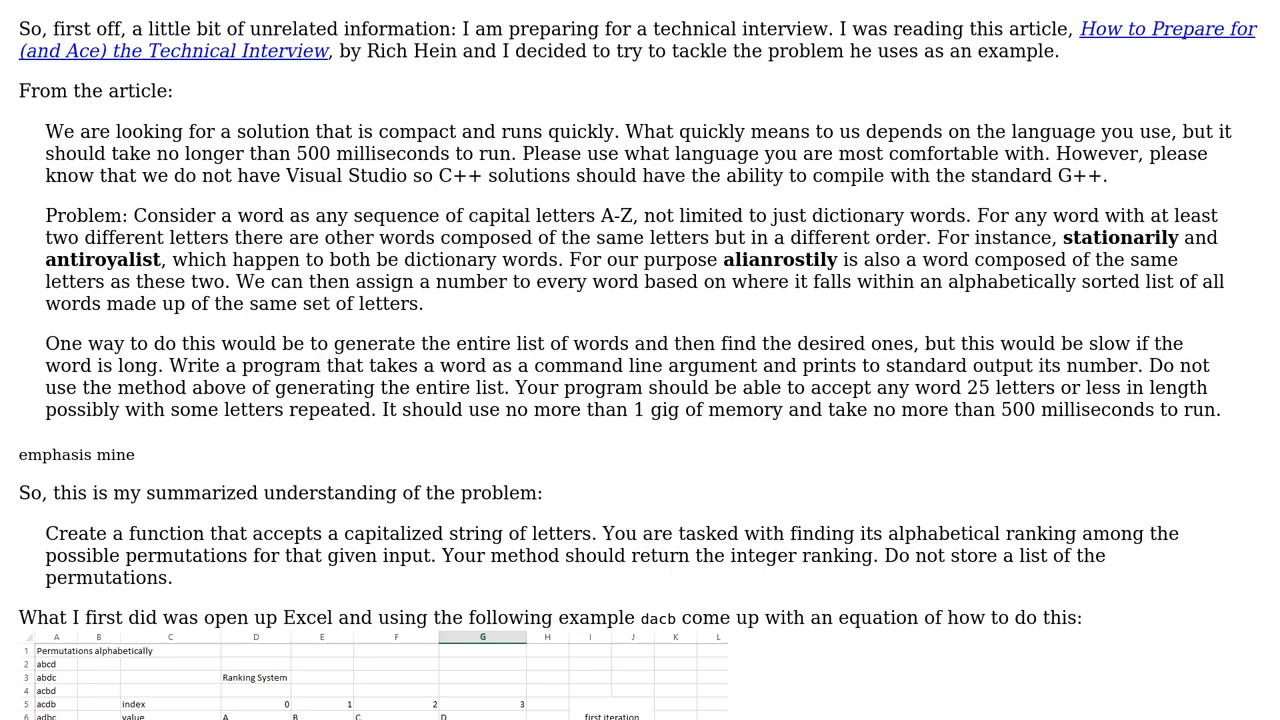 So, first off, a little bit of unrelated information: I am preparing for a technical interview. I was reading this article, How to Prepare for
(and Ace) the Technical Interview, by Rich Hein and I decided to try to tackle the problem he uses as an example.
From the article:
We are looking for a solution that is compact and runs quickly. What quickly means to us depends on the language you use, but it
should take no longer than 500 milliseconds to run. Please use what language you are most comfortable with. However, please
know that we do not have Visual Studio so C++ solutions should have the ability to compile with the standard G++.
Problem: Consider a word as any sequence of capital letters A-Z, not limited to just dictionary words. For any word with at least
two different letters there are other words composed of the same letters but in a different order. For instance, stationarily and
antiroyalist, which happen to both be dictionary words. For our purpose alianrostily is also a word composed of the same
letters as these two. We can then assign a number to every word based on where it falls within an alphabetically sorted list of all
words made up of the same set of letters.
One way to do this would be to generate the entire list of words and then find the desired ones, but this would be slow if the
word is long. Write a program that takes a word as a command line argument and prints to standard output its number. Do not
use the method above of generating the entire list. Your program should be able to accept any word 25 letters or less in length
possibly with some letters repeated. It should use no more than 1 gig of memory and take no more than 500 milliseconds to run.
emphasis mine
So, this is my summarized understanding of the problem:
Create a function that accepts a capitalized string of letters. You are tasked with finding its alphabetical ranking among the
possible permutations for that given input. Your method should return the integer ranking. Do not store a list of the
permutations.
What I first did was open up Excel and using the following example dacb come up with an equation of how to do this:
A B C D E F G H I J K L
1 Permutations alphabetically
2 abcd
3 abdc Ranking System
4 acbd
5 acdb index 0 1 2 3
6 adbc value A B C D first iteration